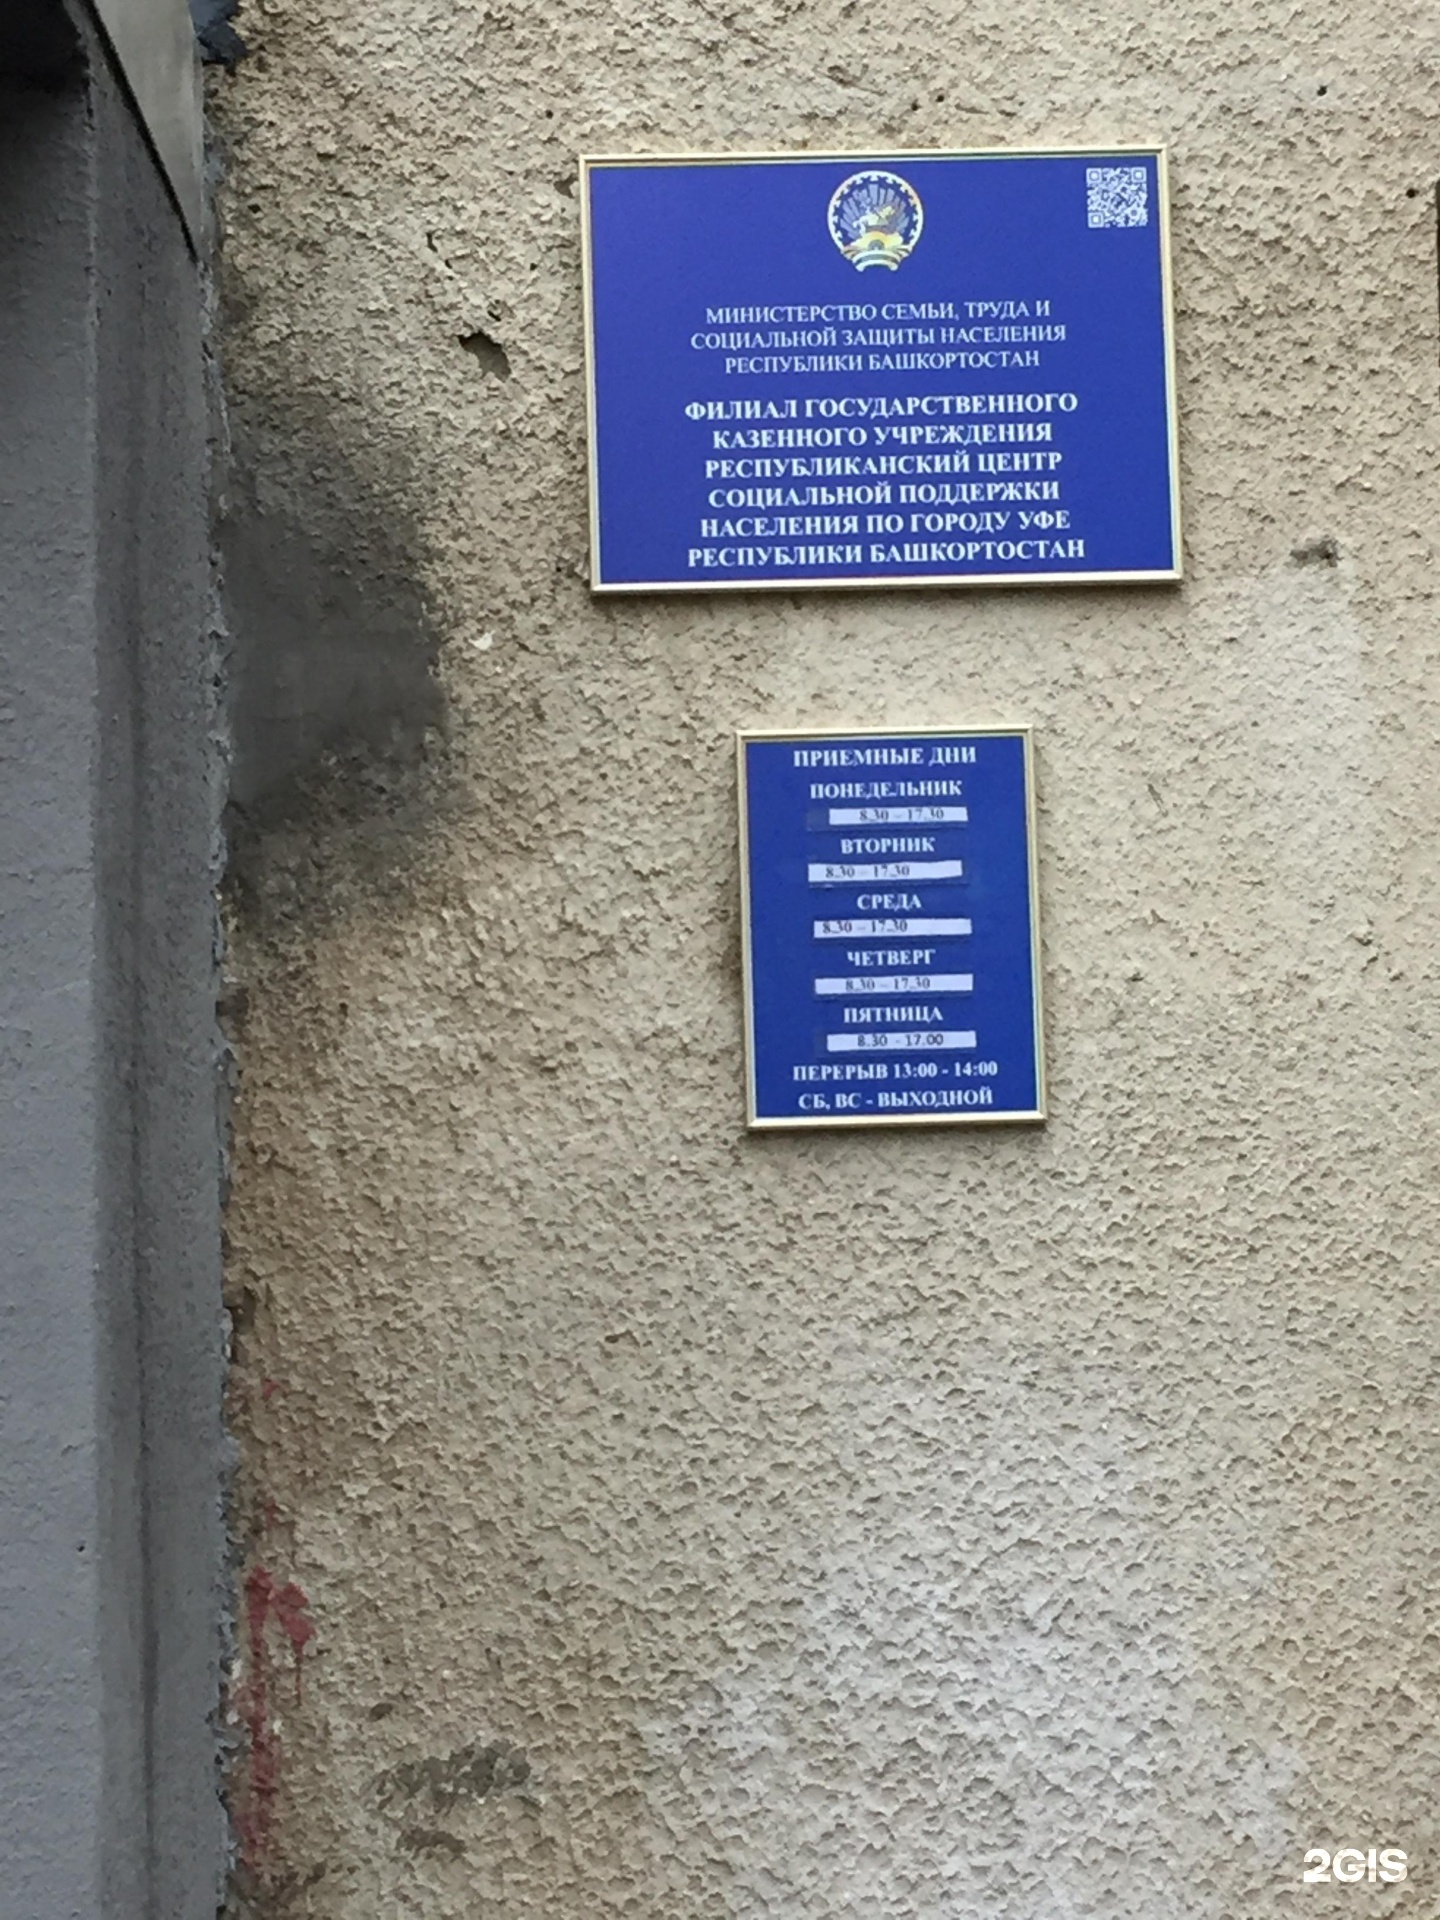 МИНИСТЕРСТВО СЕМЬИ, ТРУДА И
СОЦИАЛЬНОЙ ЗАЩИТЫ НАСЕЛЕНИЯ
РЕСПУБЛИКИ БАШКОРТОСТАН
ФИЛИАЛ ГОСУДАРСТВЕННОГО
КАЗЕННОГО УЧРЕЖДЕНИЯ
РЕСПУБЛИКАНСКИЙ ЦЕНТР
СОЦИАЛЬНОЙ ПОДДЕРЖКИ
НАСЕЛЕНИЯ ПО ГОРОДУ УФЕ
РЕСПУБЛИКИ БАШКОРТОСТАН
ПРИЕМНЫЕ ДНИ
ПОНЕДЕЛЬНИК
8.30 – 17.30
ВТОРНИК
8.30 – 17.30
СРЕДА
8.30 – 17.30
ЧЕТВЕРГ
8.30 – 17.30
ПЯТНИЦА
8.30 - 17.00
ПЕРЕРЫВ 13:00 - 14:00
СБ, ВС - ВЫХОДНОЙ
2GIS